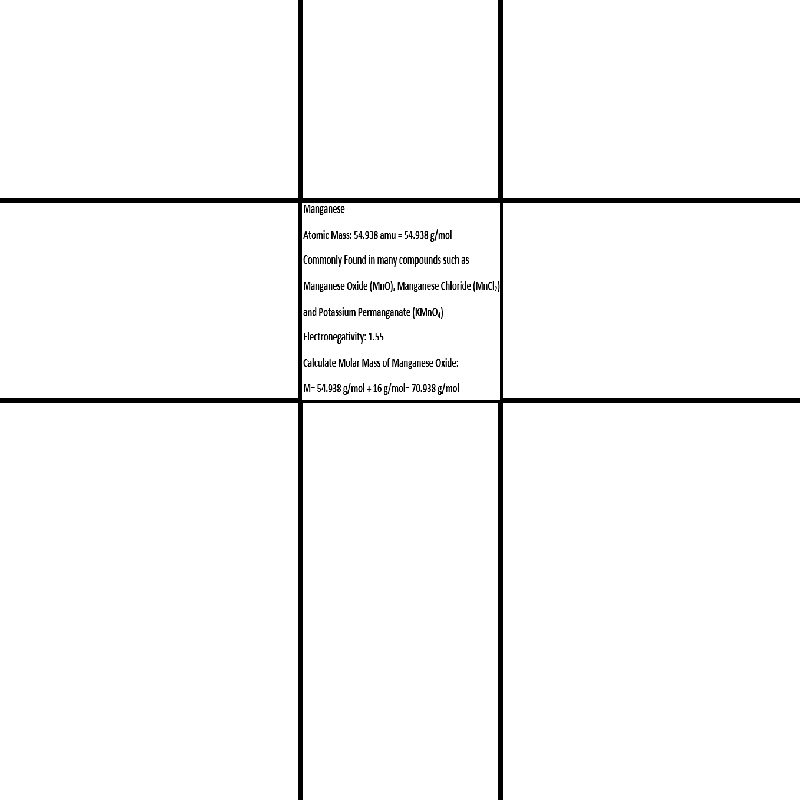 Manganese
Atomic Mass: 54.938 amu = 54.938 g/mol
Commonly Found in many compounds such as
Manganese Oxide (MnO), Manganese Chloride (MnCl₂)
and Potassium Permanganate (KMnO₄)
Electronegativity: 1.55
Calculate Molar Mass of Manganese Oxide:
M= 54.938 g/mol + 16 g/mol= 70.938 g/mol